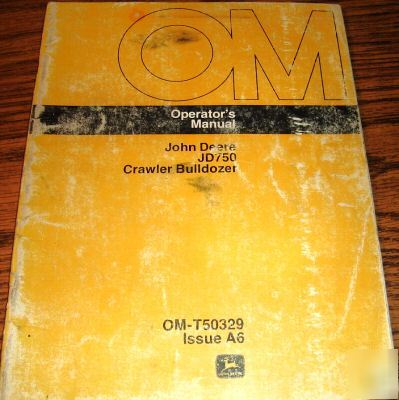 OM
Operator's
Manual
John Deere
JD750
Crawler Bulldozer
OM-T50329
Issue A6